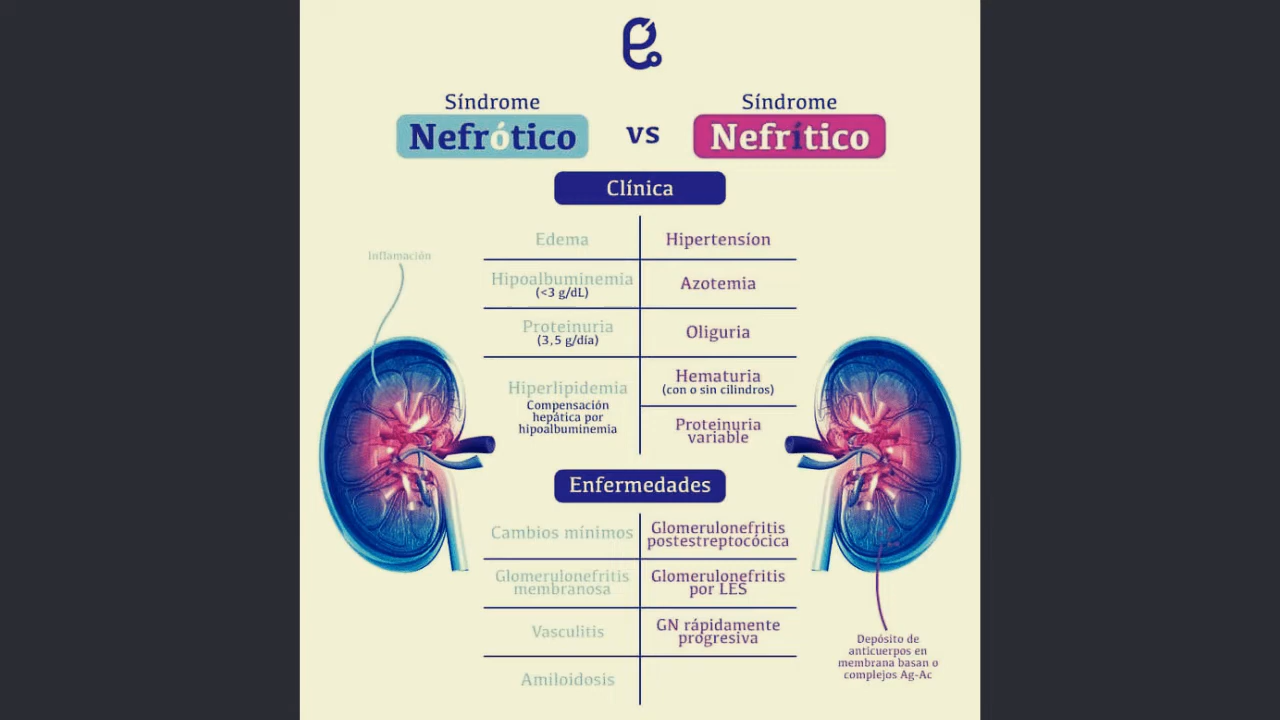 Síndrome
Nefrótico
vs
Síndrome
Nefrítico
Clínica
Edema
Hipertensíon
Inflamación
Hipoalbuminemia
(<3 g/dL)
Azotemia
Proteinuria
(3,5 g/día)
Oliguria
Hiperlipidemia
Compensación
hepática por
hipoalbuminemia
Hematuria
(con o sin cilindros)
Proteinuria
variable
Enfermedades
Cambios mínimos
Glomerulonefritis
postestreptocócica
Glomerulonefritis
membranosa
Glomerulonefritis
por LES
Vasculitis
GN rápidamente
progresiva
Amiloidosis
Depósito de
anticuerpos en
membrana basan o
complejos Ag-Ac